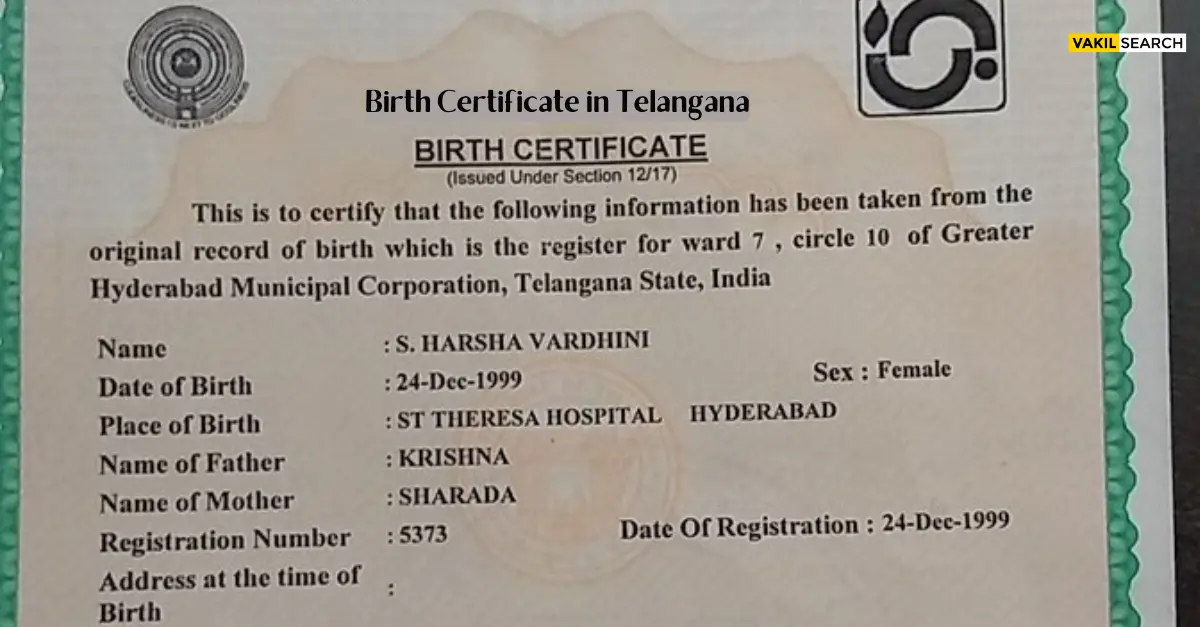 VAKIL SEARCH
Birth Certificate in Telangana
BIRTH CERTIFICATE
(Issued Under Section 12/17)
This is to certify that the following information has been taken from the
original record of birth which is the register for ward 7 , circle 10 of Greater
Hyderabad Municipal Corporation, Telangana State, India
Name : S. HARSHA VARDHINI
Date of Birth : 24-Dec-1999 Sex : Female
Place of Birth : ST THERESA HOSPITAL HYDERABAD
Name of Father : KRISHNA
Name of Mother : SHARADA
Registration Number : 5373 Date Of Registration : 24-Dec-1999
Address at the time of :
Birth